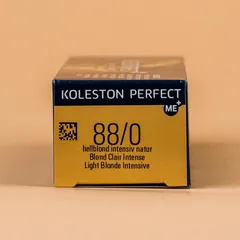 KOLESTON PERFECT
ME+
88/0
hellblond intensiv natur
Blond Clair Intense
Light Blonde Intensive